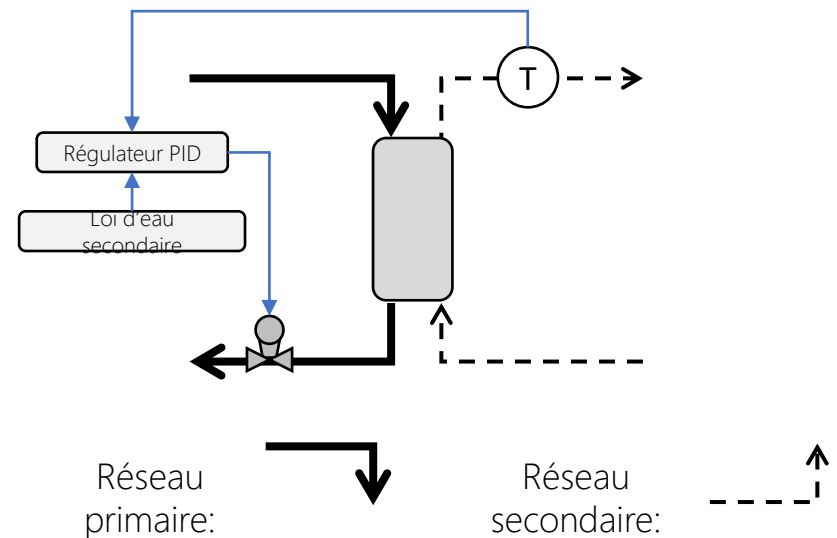 T
Régulateur PID
Loi d'eau
secondaire
Réseau
primaire:
Réseau
secondaire: